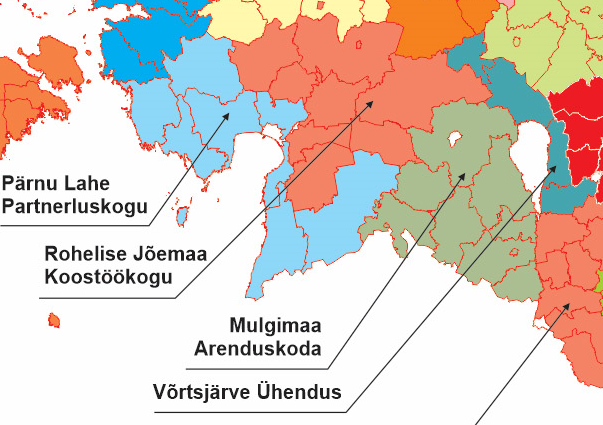 Pärnu Lahe
Partnerluskogu
Rohelise Jõemaa
Koostöökogu
Mulgimaa
Arenduskoda
Võrtsjärve Ühendus